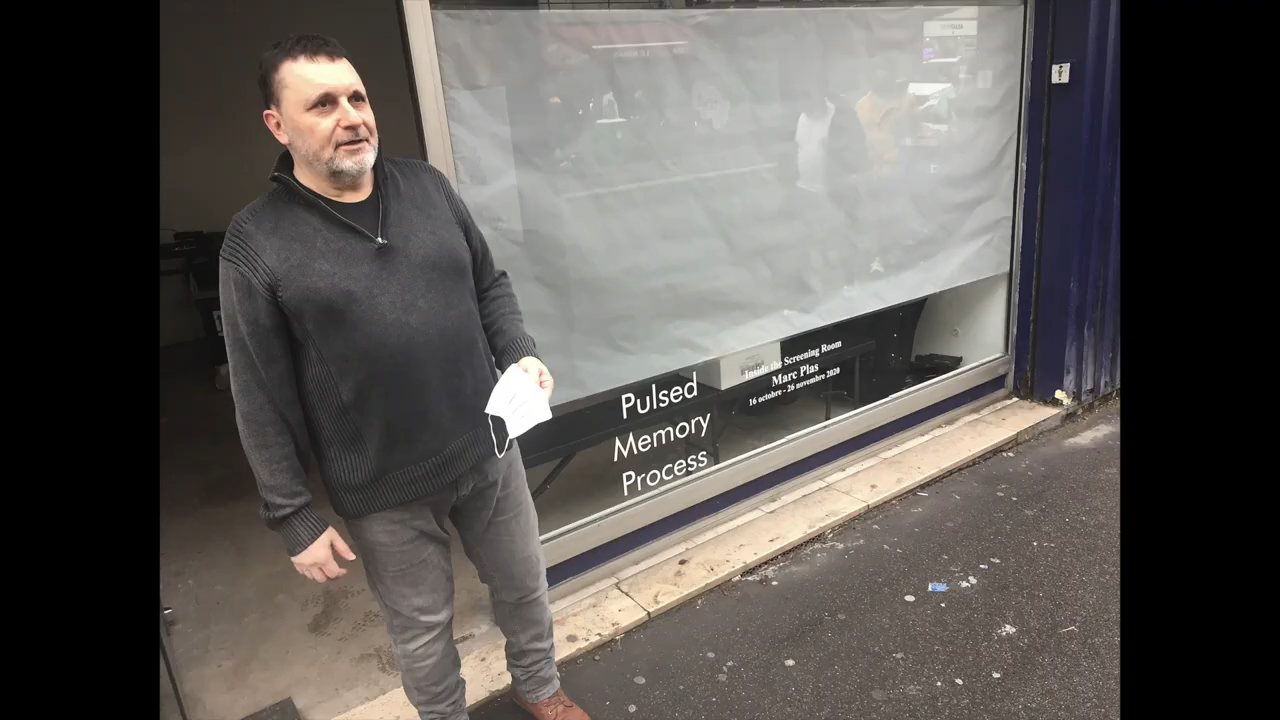 Pulsed
Memory
Process
Inside the Screening Room
Marc Plas
16 octobre - 26 novembre 2020